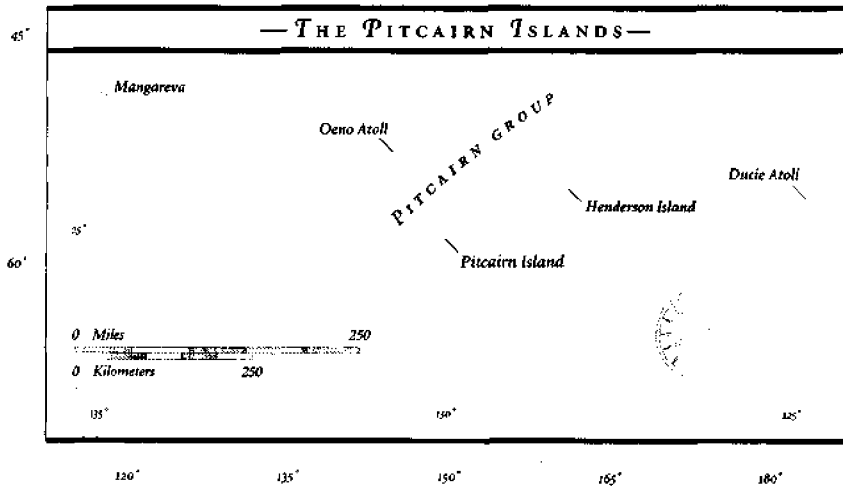 45°
— THE PITCAIRN ISLANDS —
Mangareva
Oeno Atoll
PITCAIRN GROUP
Ducie Atoll
Henderson Island
25°
60°
Pitcairn Island
0 Miles 250
0 Kilometers 250
135° 130° 125°
120° 135° 150° 165° 180°